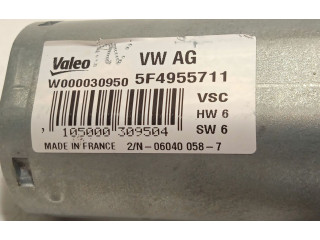 Valeo VW AG
W000030950 5F4955711
VSC
HW 6
, 105000 309504 SW 6
MADE IN FRANCE 2/N-06040 058-7